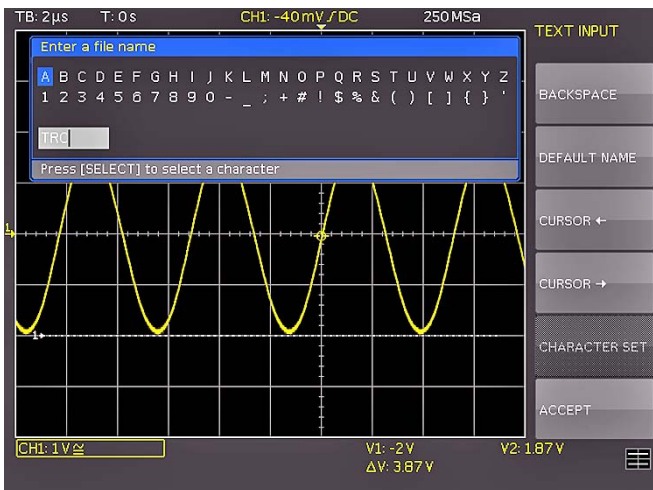 TB: 2µs T: 0s CH1: -40mV ∫DC 250MSa
TEXT INPUT
Enter a file name
A B C D E F G H I J K L M N O P Q R S T U V W X Y Z
1 2 3 4 5 6 7 8 9 0 - _ ; + # ! $ % & ( ) [ ] { } '
TRC
Press [SELECT] to select a character
BACKSPACE
DEFAULT NAME
CURSOR ←
CURSOR →
CHARACTER SET
ACCEPT
1
1
CH1: 1V≅ V1: -2V V2: 1.87V
ΔV: 3.87V